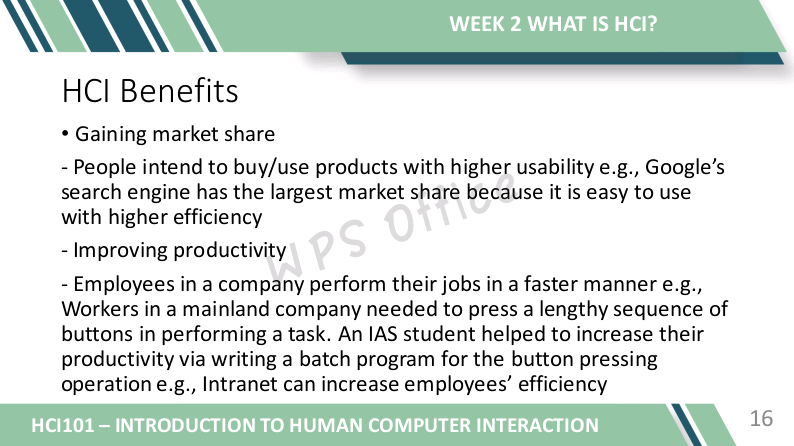 WEEK 2 WHAT IS HCI?
HCI Benefits
• Gaining market share
- People intend to buy/use products with higher usability e.g., Google's
search engine has the largest market share because it is easy to use
with higher efficiency
- Improving productivity
- Employees in a company perform their jobs in a faster manner e.g.,
Workers in a mainland company needed to press a lengthy sequence of
buttons in performing a task. An IAS student helped to increase their
productivity via writing a batch program for the button pressing
operation e.g., Intranet can increase employees' efficiency
WPS Office
HCI101 – INTRODUCTION TO HUMAN COMPUTER INTERACTION
16